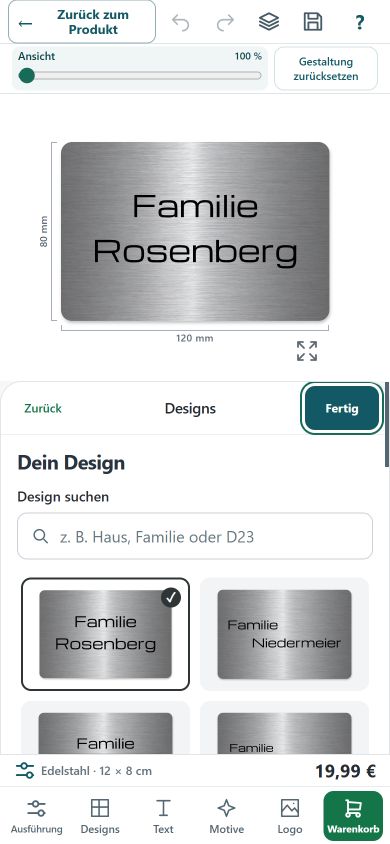 ← Zurück zum
Produkt
?
Ansicht
100 %
Gestaltung
zurücksetzen
Familie
Rosenberg
80 mm
120 mm
Zurück
Designs
Fertig
Dein Design
Design suchen
z. B. Haus, Familie oder D23
Familie
Rosenberg
Familie
Niedermeier
Familie
Familie
Edelstahl · 12 × 8 cm
19,99 €
Ausführung
Designs
Text
Motive
Logo
Warenkorb